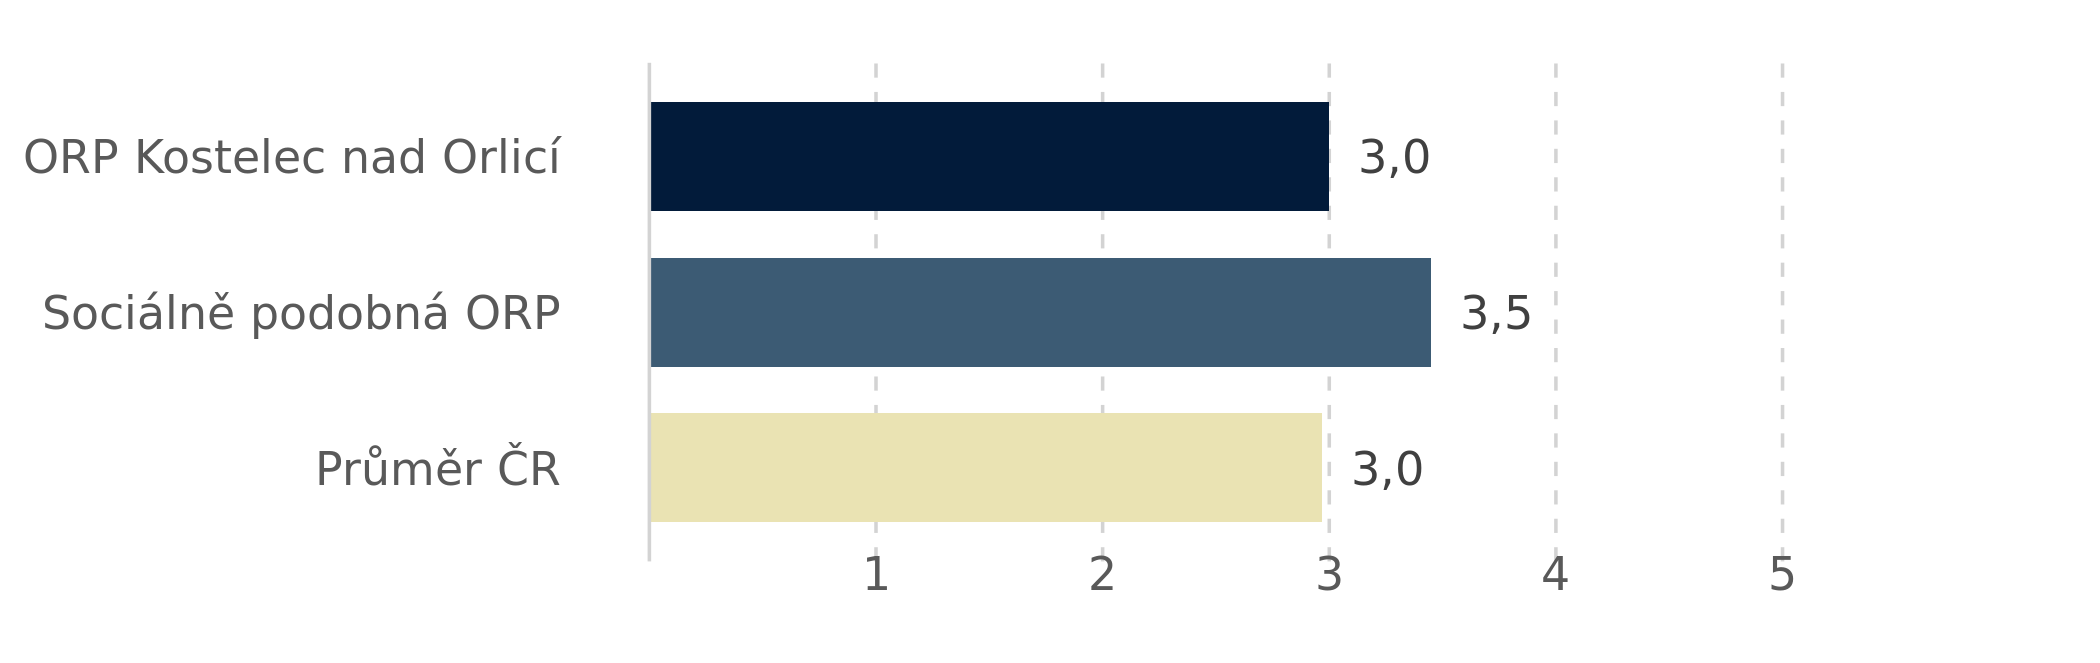 ORP Kostelec nad Orlicí
3,0
Sociálně podobná ORP
3,5
Průměr ČR
3,0
1 2 3 4 5